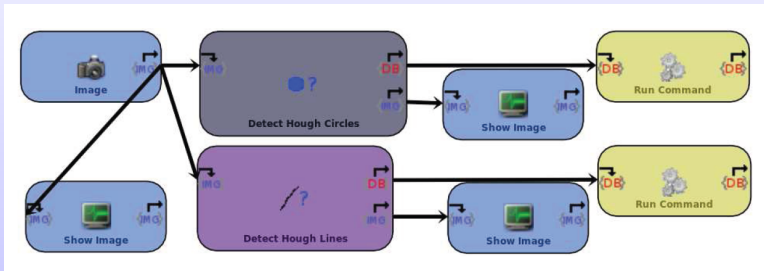 {IMG}
Image
IMG
?
DB
IMG
Detect Hough Circles
{IMG}
{IMG}
Show Image
{DB}
{DB}
Run Command
{IMG}
{IMG}
Show Image
IMG
?
DB
IMG
Detect Hough Lines
{IMG}
{IMG}
Show Image
{DB}
{DB}
Run Command